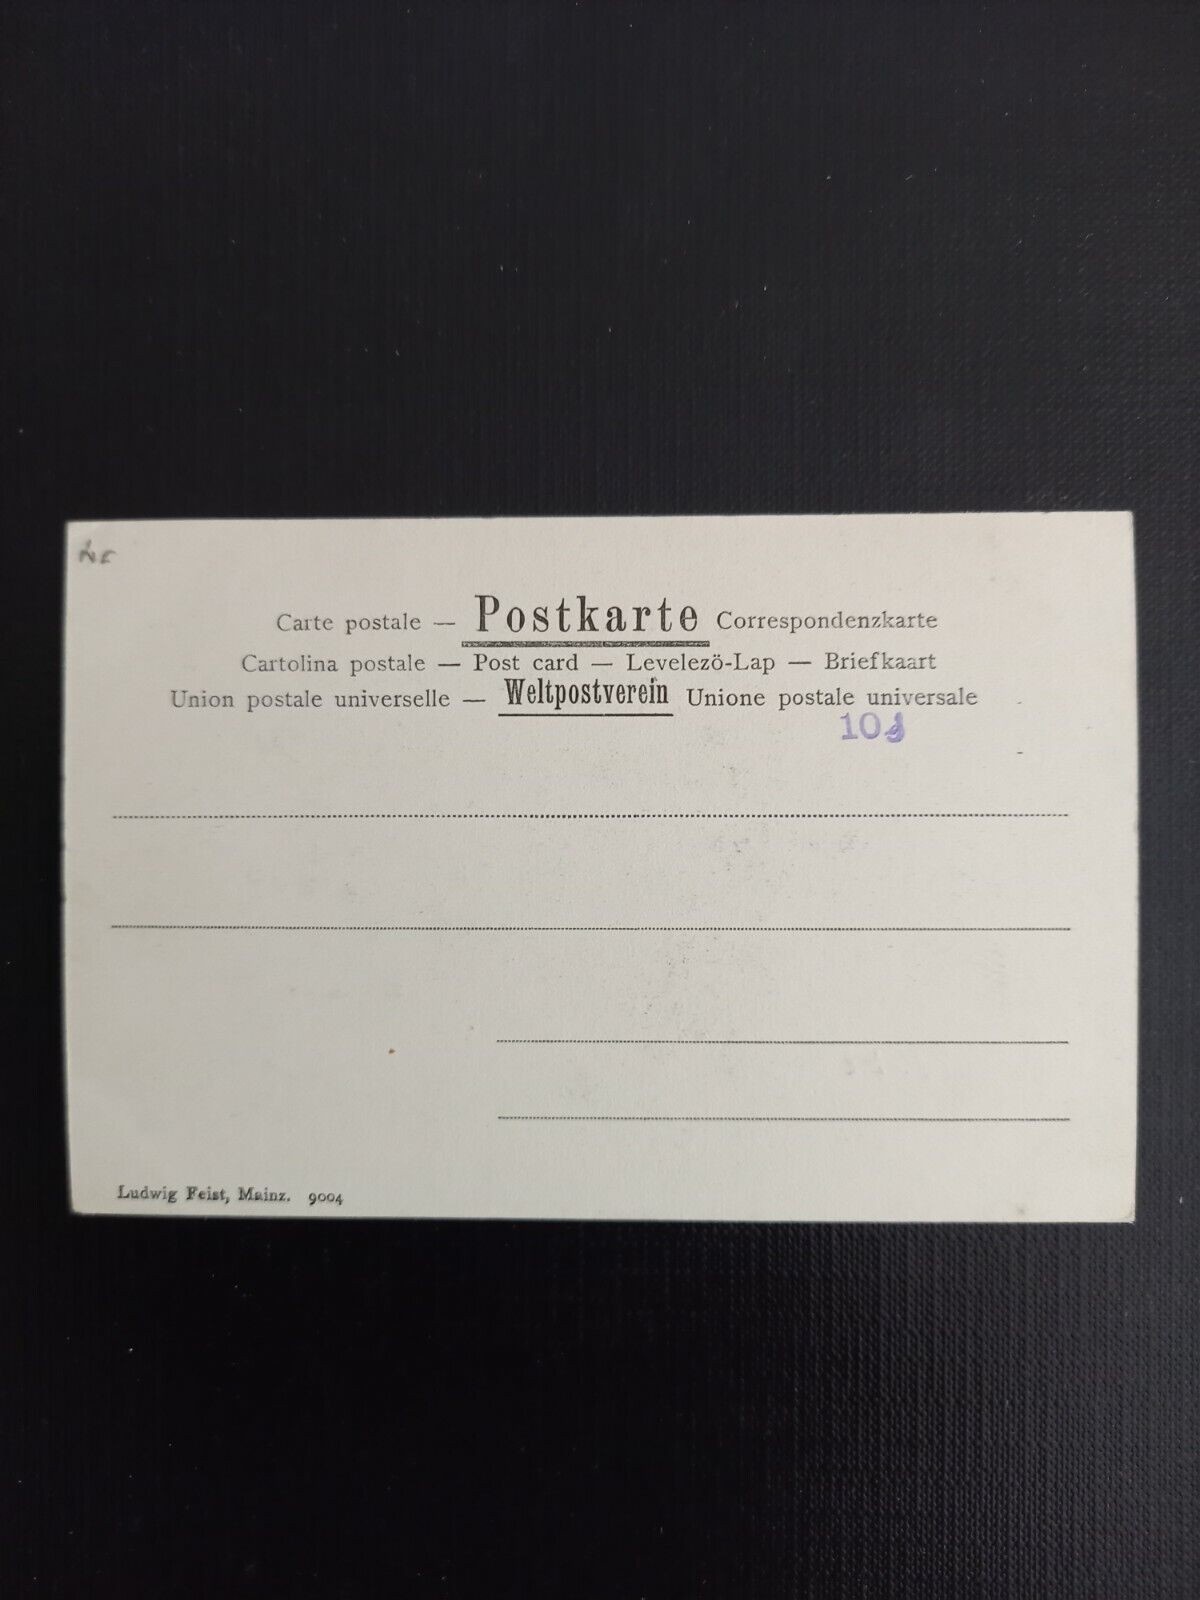 Carte postale — Postkarte Correspondenzkarte
Cartolina postale — Post card — Levelezö-Lap — Briefkaart
Union postale universelle — Weltpostverein Unione postale universale
Ludwig Feist, Mainz. 9004